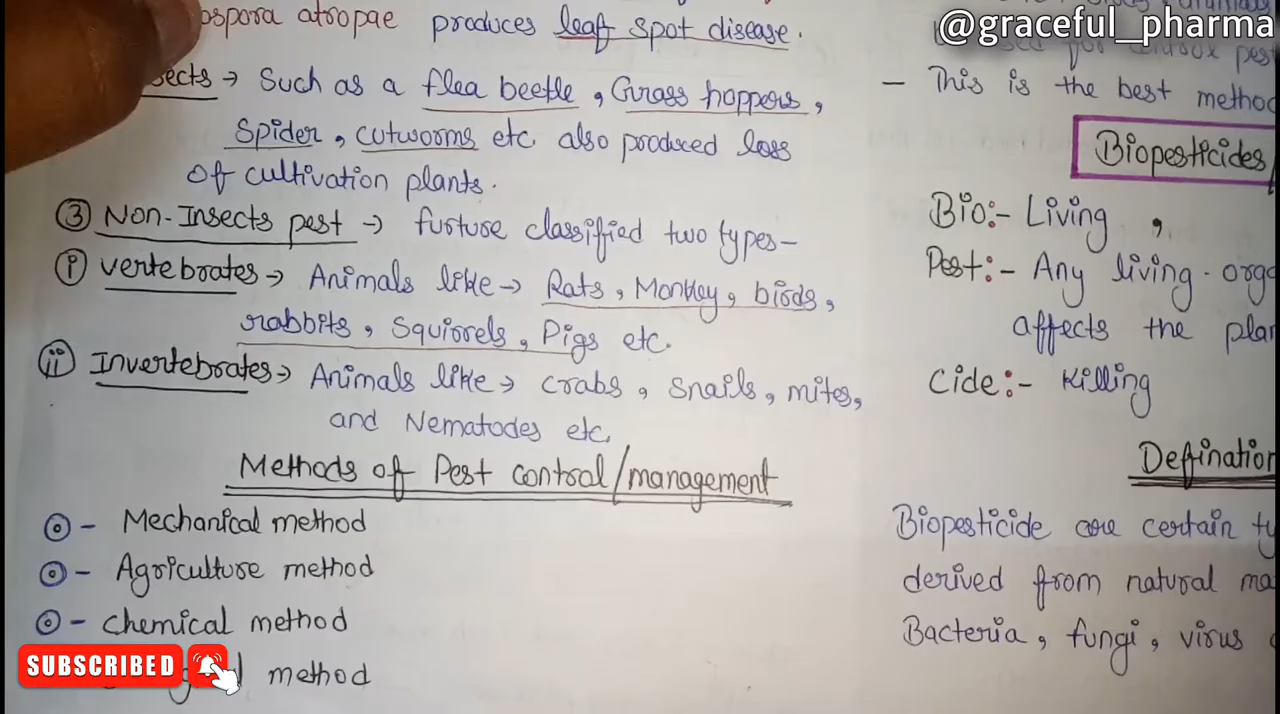 @graceful_pharma
ospora atropae produces leaf spot disease.
sects → Such as a flea beetle, Grass hoppers,
Spider, cutworms etc also produced loss
of cultivation plants.
③ Non-Insects pest → furture classified two types-
i vertebrates → Animals like → Rats, Monkey, birds,
rabbits, Squirrels, Pigs etc.
ii Invertebrates → Animals like → crabs, snails, mites,
and Nematodes etc.
Methods of Pest control/management
- Mechanical method
- Agriculture method
- chemical method
method
SUBSCRIBED
pest
- This is the best metho
Biopesticides
Bio:- Living,
Pest:- Any living orga
affects the plan
Cide:- Killing
Defination
Biopesticide are certain ty
derived from natural ma
Bacteria, fungi, virus